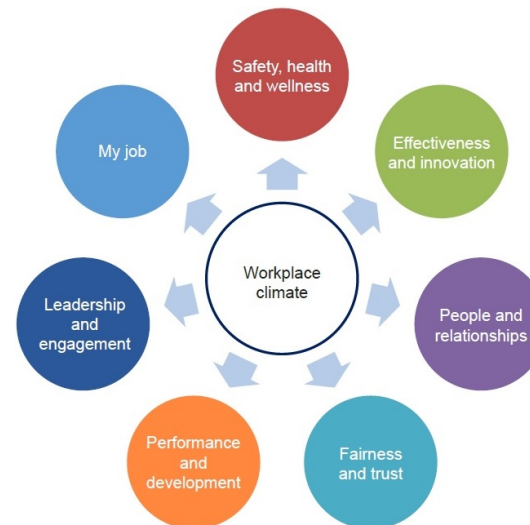 Safety, health
and wellness
Effectiveness
and innovation
People and
relationships
Fairness
and trust
Performance
and
development
Leadership
and
engagement
My job
Workplace
climate